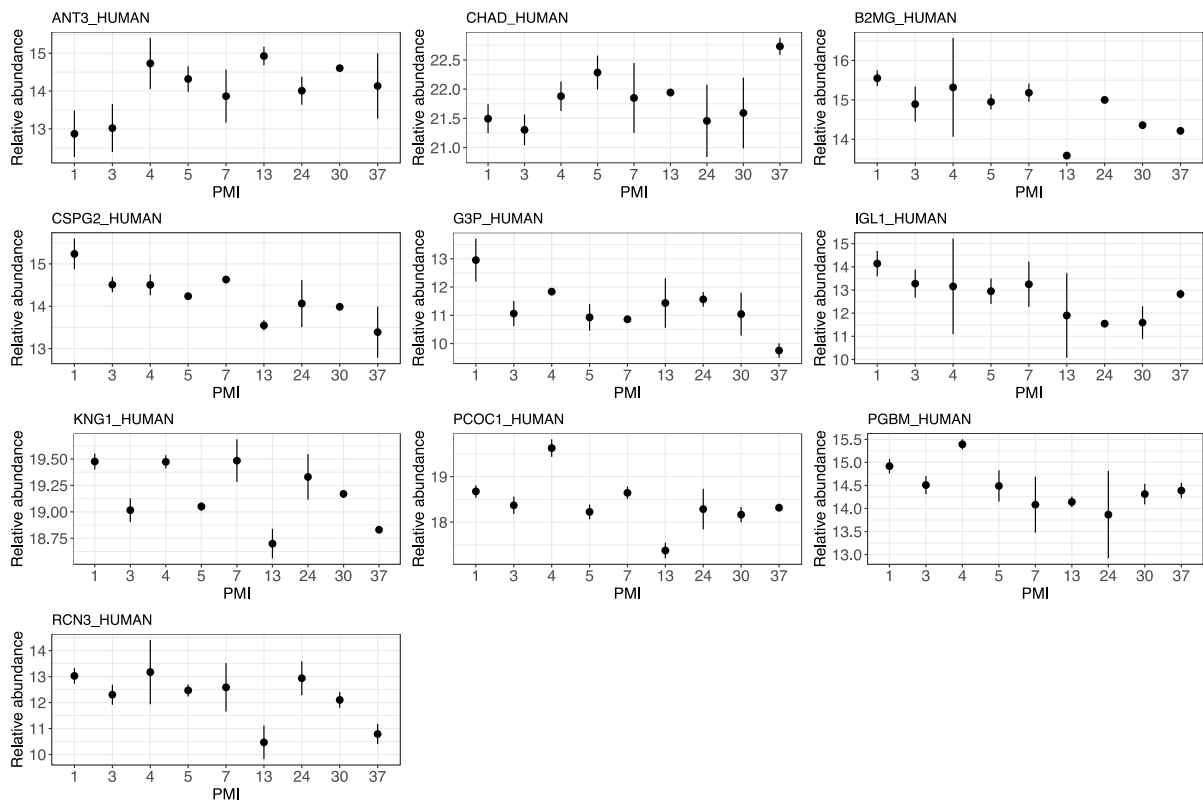 ANT3_HUMAN
Relative abundance
15
14
13
1 3 4 5 7 13 24 30 37
PMI
CHAD_HUMAN
Relative abundance
22.5
22.0
21.5
21.0
1 3 4 5 7 13 24 30 37
PMI
B2MG_HUMAN
Relative abundance
16
15
14
1 3 4 5 7 13 24 30 37
PMI
CSPG2_HUMAN
Relative abundance
15
14
13
1 3 4 5 7 13 24 30 37
PMI
G3P_HUMAN
Relative abundance
13
12
11
10
1 3 4 5 7 13 24 30 37
PMI
IGL1_HUMAN
Relative abundance
15
14
13
12
11
10
1 3 4 5 7 13 24 30 37
PMI
KNG1_HUMAN
Relative abundance
19.50
19.25
19.00
18.75
1 3 4 5 7 13 24 30 37
PMI
PCOC1_HUMAN
Relative abundance
19
18
1 3 4 5 7 13 24 30 37
PMI
PGBM_HUMAN
Relative abundance
15.5
15.0
14.5
14.0
13.5
13.0
1 3 4 5 7 13 24 30 37
PMI
RCN3_HUMAN
Relative abundance
14
13
12
11
10
1 3 4 5 7 13 24 30 37
PMI